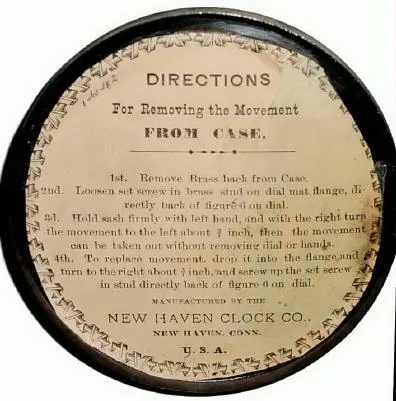 DIRECTIONS
For Removing the Movement
FROM CASE.
1st. Remove Brass back from Case.
2nd. Loosen set screw in brass stud on dial mat flange, di-
rectly back of figure 6 on dial.
3d. Hold sash firmly with left hand, and with the right turn
the movement to the left about inch, then the movement
can be taken out without removing dial or hands.
4th. To replace movement, drop it into the flange and
turn to the right about inch, and screw up the set screw
in stud directly back of figure 6 on dial.
MANUFACTURED BY THE
NEW HAVEN CLOCK CO.,
NEW HAVEN, CONN.
U. S. A.